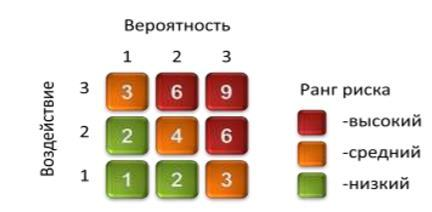 Вероятность
1 2 3
Воздействие
3 3 6 9
2 2 4 6
1 1 2 3
Ранг риска
-высокий
-средний
-низкий